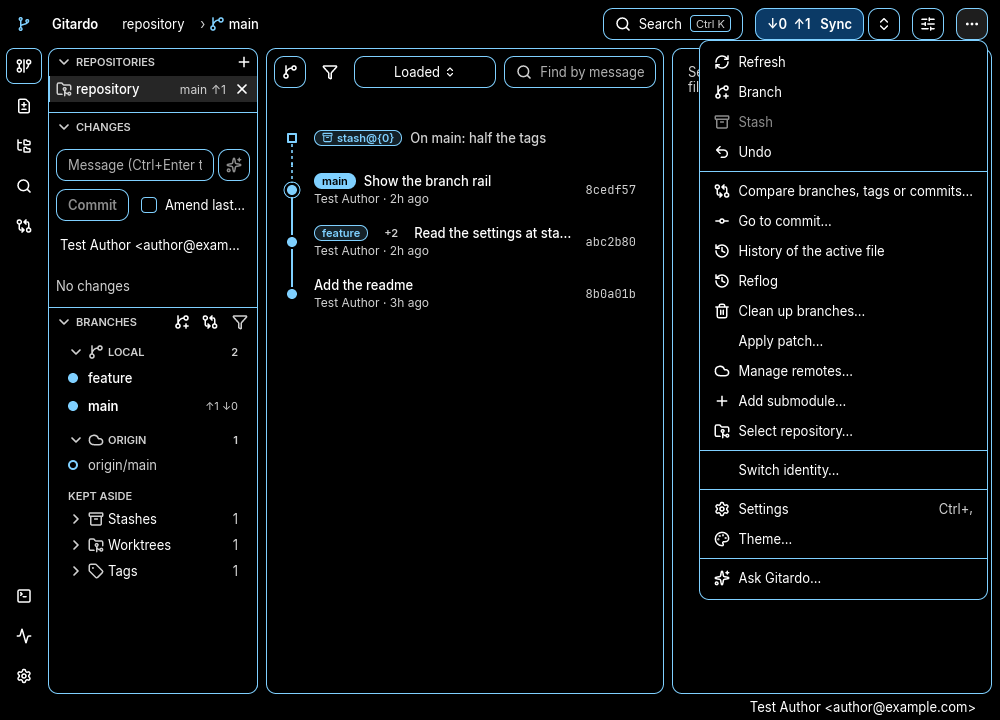 Gitardo repository › main Search Ctrl K ↓0 ↑1 Sync
REPOSITORIES
repository main ↑1
CHANGES
Message (Ctrl+Enter t
Commit Amend last...
Test Author <author@exam...
No changes
BRANCHES
LOCAL 2
feature
main ↑1 ↓0
ORIGIN 1
origin/main
KEPT ASIDE
Stashes 1
Worktrees 1
Tags 1
Loaded Find by message
stash@{0} On main: half the tags
main Show the branch rail
Test Author · 2h ago 8cedf57
feature +2 Read the settings at sta...
Test Author · 2h ago abc2b80
Add the readme
Test Author · 3h ago 8b0a01b
Refresh
Branch
Stash
Undo
Compare branches, tags or commits...
Go to commit...
History of the active file
Reflog
Clean up branches...
Apply patch...
Manage remotes...
Add submodule...
Select repository...
Switch identity...
Settings Ctrl+,
Theme...
Ask Gitardo...
Test Author <author@example.com>